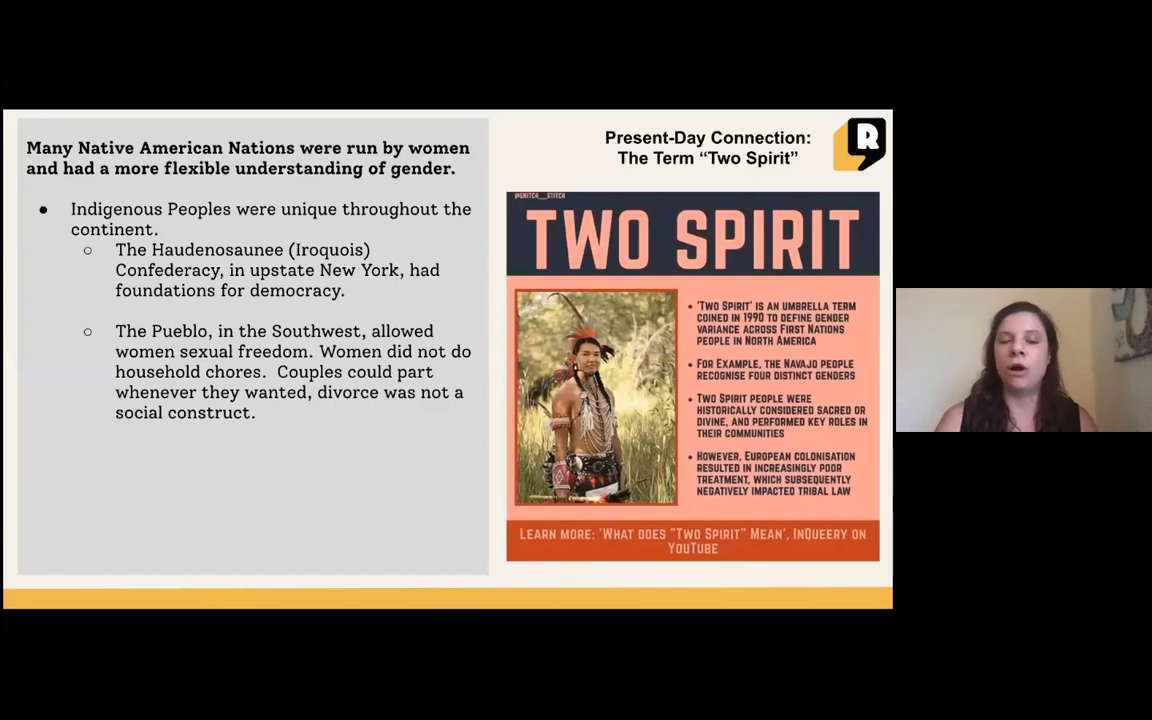 Many Native American Nations were run by women
and had a more flexible understanding of gender.
● Indigenous Peoples were unique throughout the
continent.
○ The Haudenosaunee (Iroquois)
Confederacy, in upstate New York, had
foundations for democracy.
○ The Pueblo, in the Southwest, allowed
women sexual freedom. Women did not do
household chores. Couples could part
whenever they wanted, divorce was not a
social construct.
Present-Day Connection:
The Term “Two Spirit”
R
@GNITCH__STITCH
TWO SPIRIT
• 'TWO SPIRIT' IS AN UMBRELLA TERM
COINED IN 1990 TO DEFINE GENDER
VARIANCE ACROSS FIRST NATIONS
PEOPLE IN NORTH AMERICA
• FOR EXAMPLE, THE NAVAJO PEOPLE
RECOGNISE FOUR DISTINCT GENDERS
• TWO SPIRIT PEOPLE WERE
HISTORICALLY CONSIDERED SACRED OR
DIVINE, AND PERFORMED KEY ROLES IN
THEIR COMMUNITIES
• HOWEVER, EUROPEAN COLONISATION
RESULTED IN INCREASINGLY POOR
TREATMENT, WHICH SUBSEQUENTLY
NEGATIVELY IMPACTED TRIBAL LAW
LEARN MORE: 'WHAT DOES "TWO SPIRIT" MEAN', INQUEERY ON
YOUTUBE